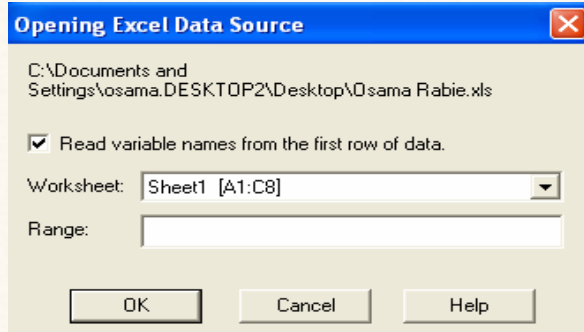 Opening Excel Data Source
C:\Documents and
Settings\osama.DESKTOP2\Desktop\Osama Rabie.xls
Read variable names from the first row of data.
Worksheet: Sheet1 [A1:C8]
Range:
OK Cancel Help